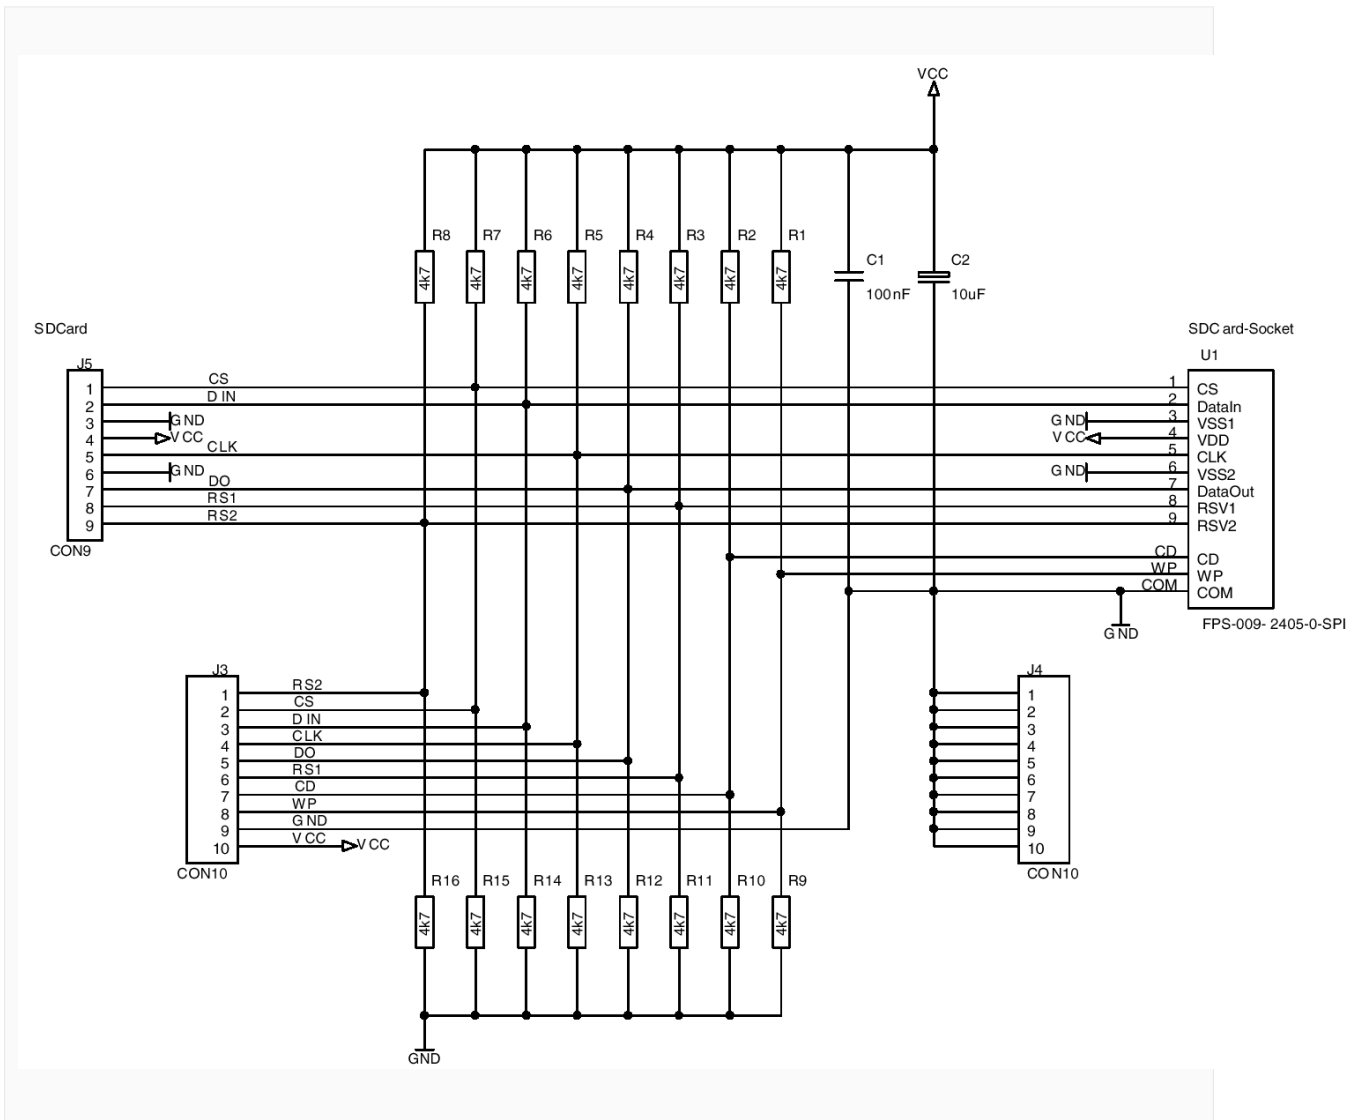 VCC
R8 R7 R6 R5 R4 R3 R2 R1
4k7 4k7 4k7 4k7 4k7 4k7 4k7 4k7
C1
100nF
C2
10uF
SDCard
J5
1 CS
2 DIN
3 GND
4 VCC
5 CLK
6 GND
7 DO
8 RS1
9 RS2
CON9
SDCard-Socket
U1
1 CS
2 DataIn
GND 3 VSS1
VCC 4 VDD
5 CLK
GND 6 VSS2
7 DataOut
8 RSV1
9 RSV2
CD CD
WP WP
COM COM
GND
FPS-009-2405-0-SPI
J3
1 RS2
2 CS
3 DIN
4 CLK
5 DO
6 RS1
7 CD
8 WP
9 GND
10 VCC VCC
CON10
J4
1
2
3
4
5
6
7
8
9
10
CON10
R16 R15 R14 R13 R12 R11 R10 R9
4k7 4k7 4k7 4k7 4k7 4k7 4k7 4k7
GND